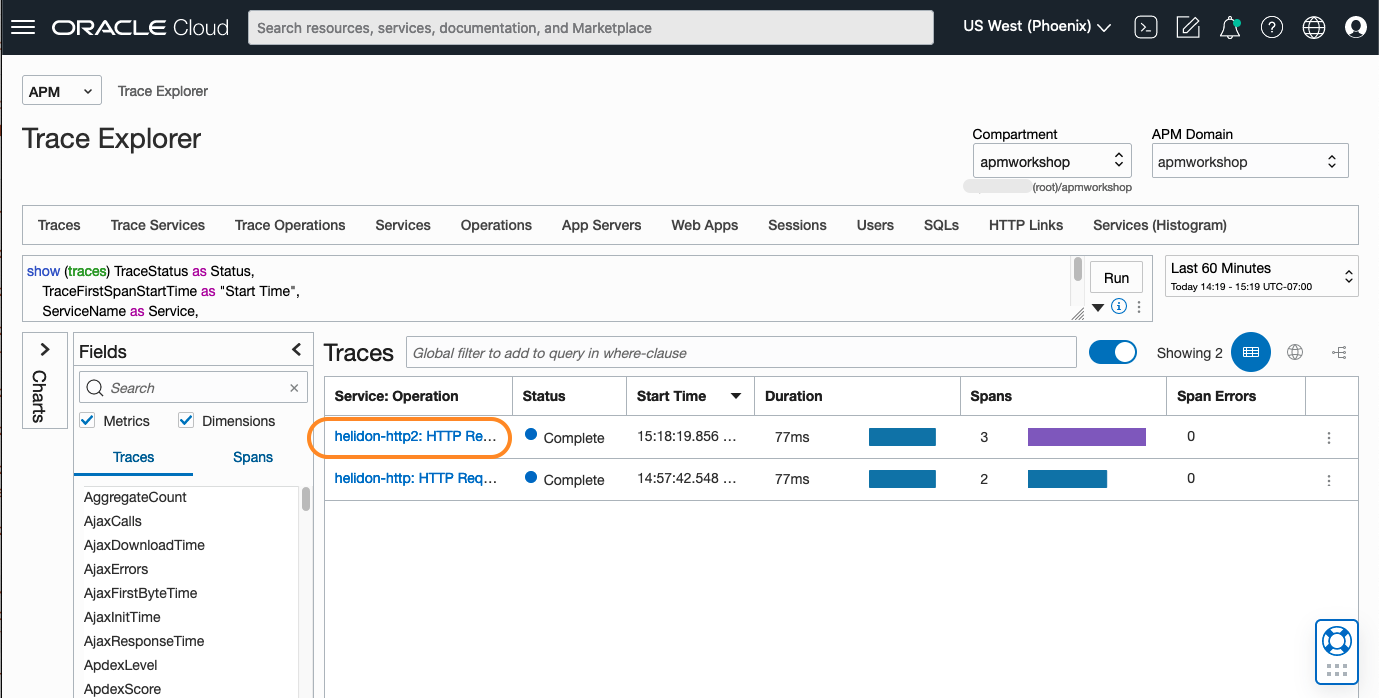 ORACLE Cloud
Search resources, services, documentation, and Marketplace
US West (Phoenix)
APM
Trace Explorer
Trace Explorer
Compartment
APM Domain
apmworkshop
apmworkshop
(root)/apmworkshop
Traces Trace Services Trace Operations Services Operations App Servers Web Apps Sessions Users SQLs HTTP Links Services (Histogram)
show (traces) TraceStatus as Status,
TraceFirstSpanStartTime as "Start Time",
ServiceName as Service,
Run
Last 60 Minutes
Today 14:19 - 15:19 UTC-07:00
Charts
Fields
Search
Metrics Dimensions
Traces Spans
AggregateCount
AjaxCalls
AjaxDownloadTime
AjaxErrors
AjaxFirstByteTime
AjaxInitTime
AjaxResponseTime
ApdexLevel
ApdexScore
Traces
Global filter to add to query in where-clause
Showing 2
Service: Operation Status Start Time Duration Spans Span Errors
helidon-http2: HTTP Re... Complete 15:18:19.856 ... 77ms 3 0
helidon-http: HTTP Req... Complete 14:57:42.548 ... 77ms 2 0